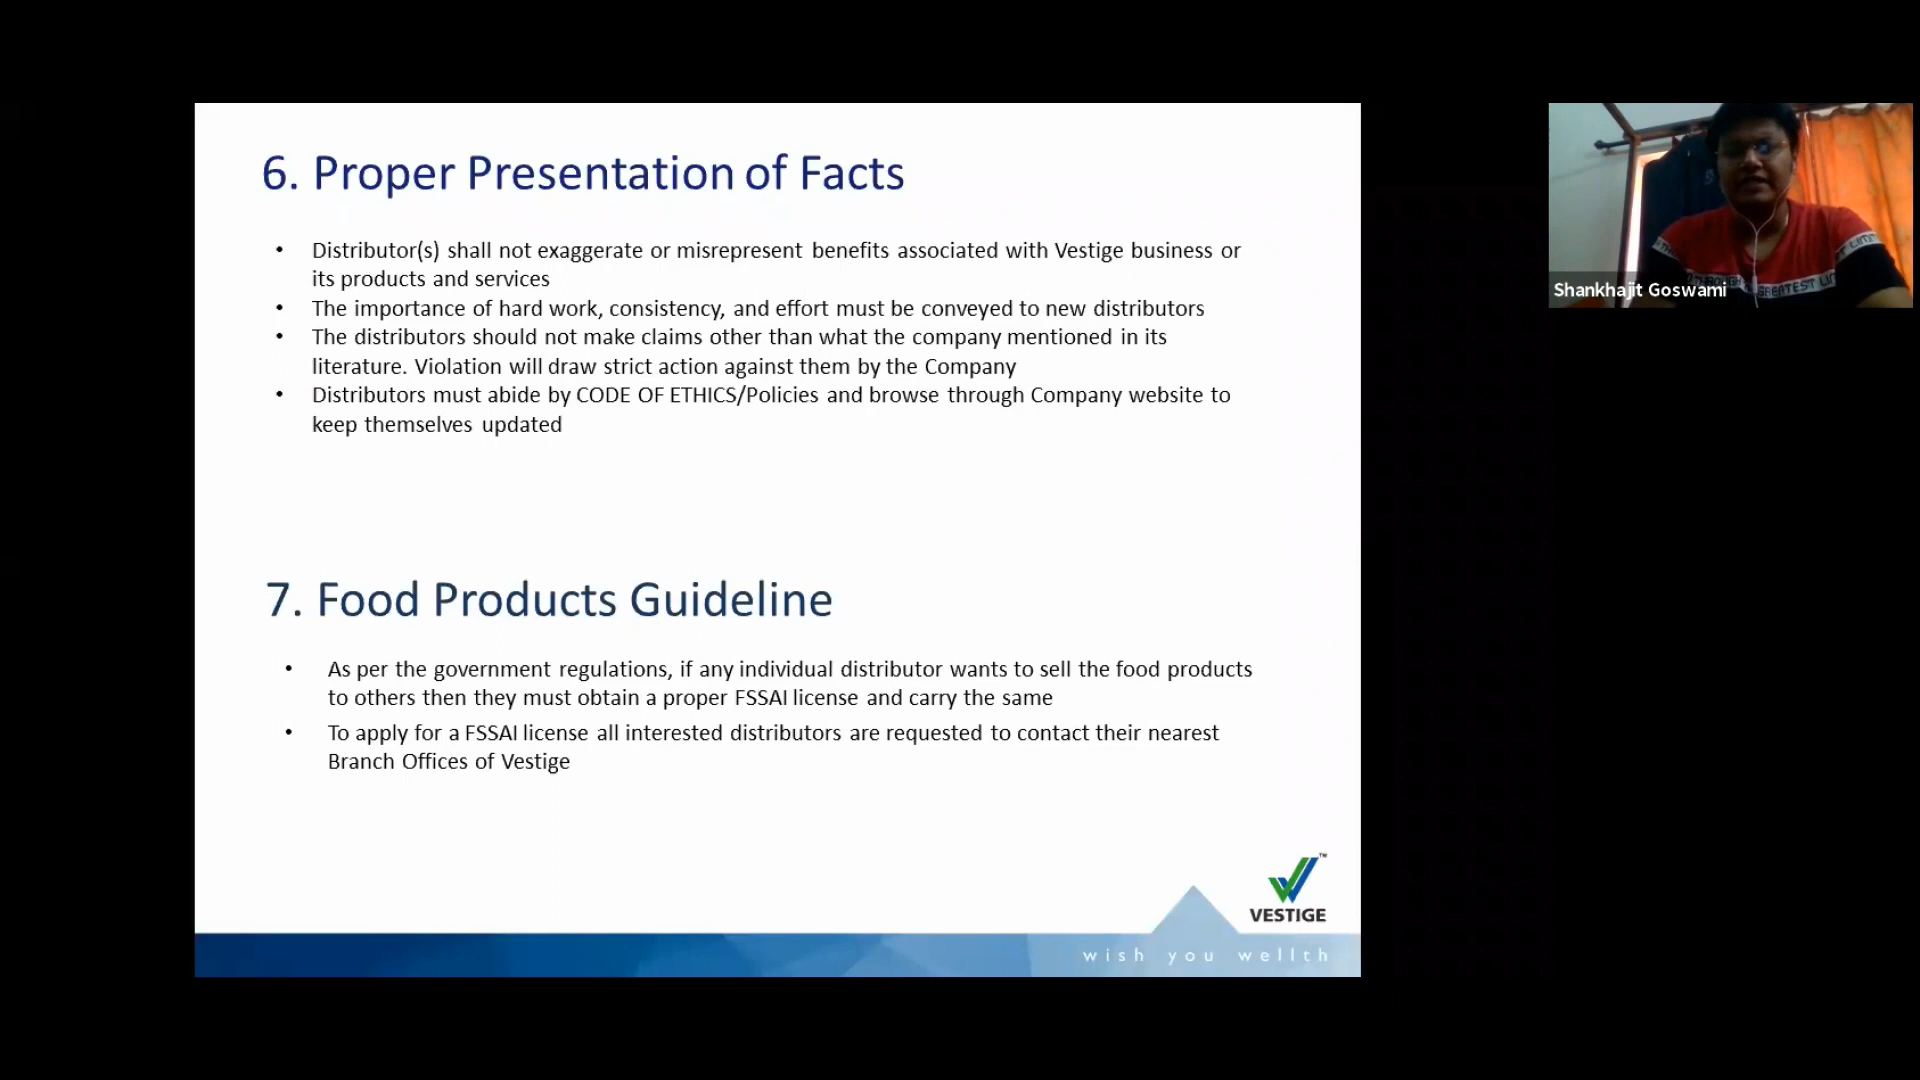 6. Proper Presentation of Facts
• Distributor(s) shall not exaggerate or misrepresent benefits associated with Vestige business or
its products and services
• The importance of hard work, consistency, and effort must be conveyed to new distributors
• The distributors should not make claims other than what the company mentioned in its
literature. Violation will draw strict action against them by the Company
• Distributors must abide by CODE OF ETHICS/Policies and browse through Company website to
keep themselves updated
7. Food Products Guideline
• As per the government regulations, if any individual distributor wants to sell the food products
to others then they must obtain a proper FSSAI license and carry the same
• To apply for a FSSAI license all interested distributors are requested to contact their nearest
Branch Offices of Vestige
TM
VESTIGE
wish you wellth
Shankhajit Goswami